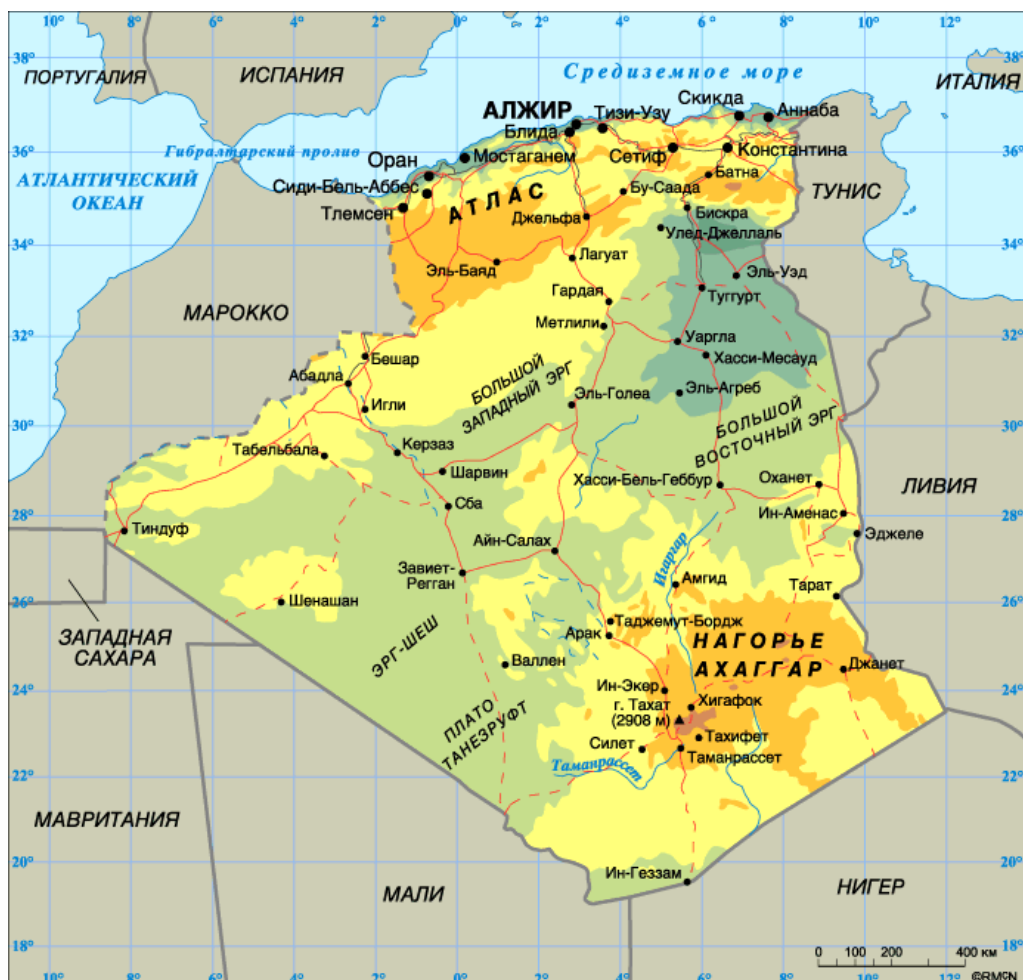 10° 8° 6° 4° 2° 0° 2° 4° 6° 8° 10° 12°
38°
38°
ПОРТУГАЛИЯ
ИСПАНИЯ
Средиземное море
ИТАЛИЯ
АЛЖИР
Тизи-Узу
Скикда
Аннаба
Блида
36°
36°
Гибралтарский пролив
Оран
Мостаганем
Сетиф
Константина
АТЛАНТИЧЕСКИЙ
ОКЕАН
Сиди-Бель-Аббес
Батна
ТУНИС
Тлемсен
АТЛАС
Бу-Саада
Джельфа
Бискра
Улед-Джеллаль
34°
34°
Эль-Баяд
Лагуат
Эль-Уэд
МАРОККО
Гардая
Туггурт
Метлили
32°
32°
Уаргла
Бешар
Хасси-Месауд
Абадла
БОЛЬШОЙ
ЗАПАДНЫЙ ЭРГ
Эль-Голеа
Эль-Агреб
Игли
30°
30°
БОЛЬШОЙ
ВОСТОЧНЫЙ ЭРГ
Табельбала
Керзаз
Шарвин
Хасси-Бель-Геббур
Оханет
ЛИВИЯ
Сба
Ин-Аменас
28°
28°
Тиндуф
Айн-Салах
Игаргар
Эджеле
Завиет-
Регган
Амгид
Тарат
26°
26°
Шенашан
Таджемут-Бордж
ЗАПАДНАЯ
САХАРА
ЭРГ-ШЕШ
Арак
НАГОРЬЕ
АХАГГАР
Валлен
Джанет
24°
24°
Ин-Экер
Хигафок
г. Тахат
(2908 м)
ПЛАТО
ТАНЕЗРУФТ
Силет
Тахифет
Таманрассет
Таманрассет
22°
22°
МАВРИТАНИЯ
20°
20°
Ин-Геззам
МАЛИ
НИГЕР
18°
18°
10° 8° 6° 4° 2° 0° 2° 4° 6° 8°
0 100 200 400 км
©RMGN